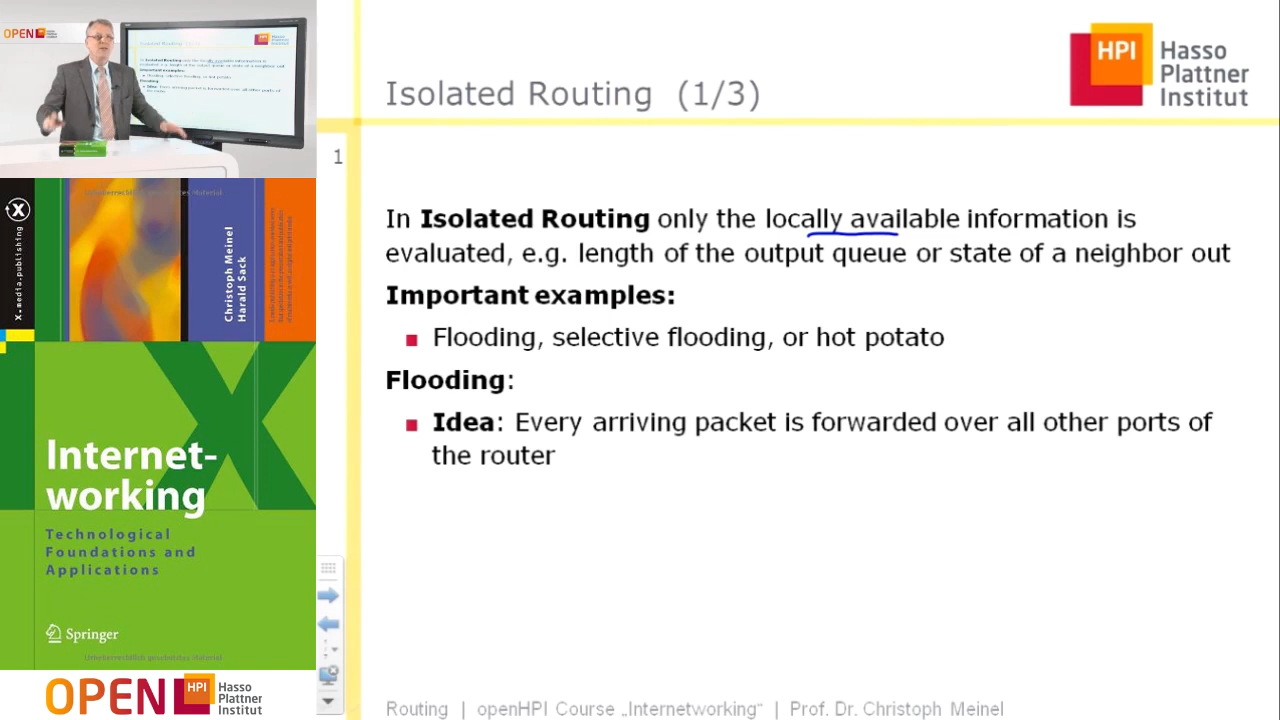 OPEN HPI
Isolated Routing (1/3)
HPI Hasso
Plattner
Institut
1
In Isolated Routing only the locally available information is
evaluated, e.g. length of the output queue or state of a neighbor out
Important examples:
Flooding, selective flooding, or hot potato
Flooding:
Idea: Every arriving packet is forwarded over all other ports of
the router
X.media.publishing
Christoph Meinel
Harald Sack
Internet-
working
Technological
Foundations and
Applications
Springer
OPEN HPI Hasso
Plattner
Institut
Routing | openHPI Course „Internetworking“ | Prof. Dr. Christoph Meinel